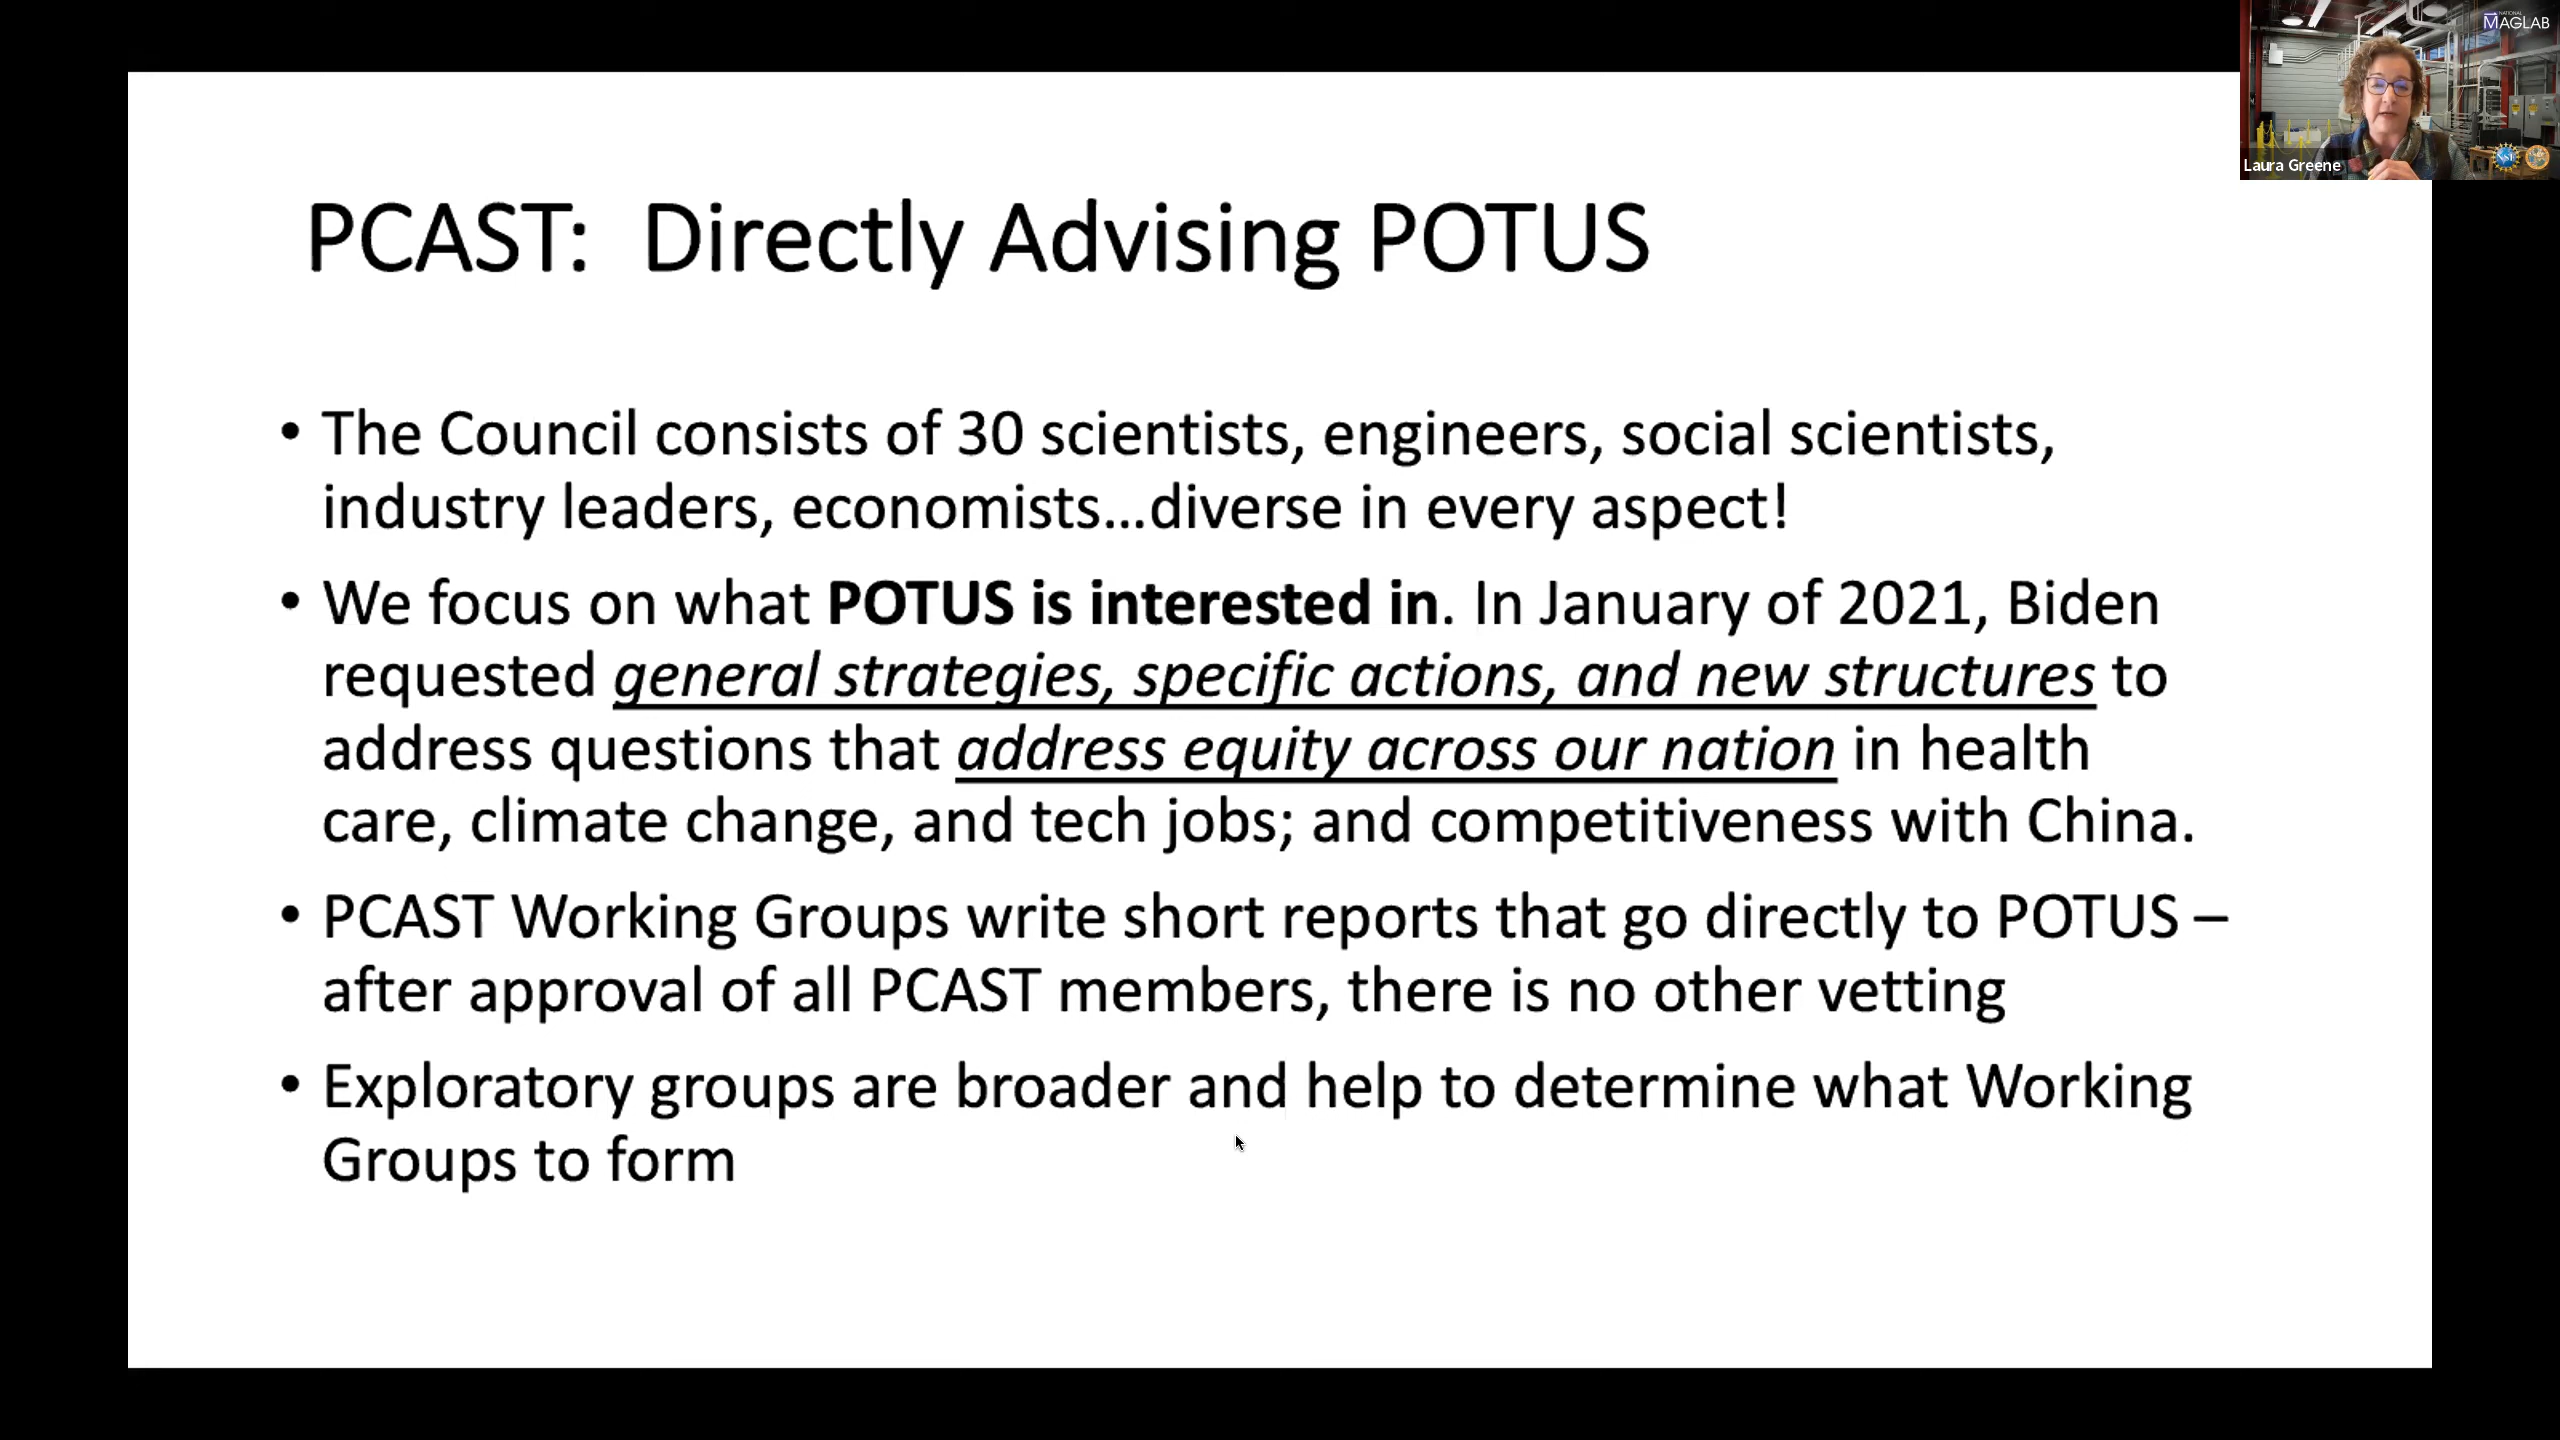 NATIONAL
MAGLAB
Laura Greene
PCAST:  Directly Advising POTUS
• The Council consists of 30 scientists, engineers, social scientists,
industry leaders, economists...diverse in every aspect!
• We focus on what POTUS is interested in. In January of 2021, Biden
requested general strategies, specific actions, and new structures to
address questions that address equity across our nation in health
care, climate change, and tech jobs; and competitiveness with China.
• PCAST Working Groups write short reports that go directly to POTUS –
after approval of all PCAST members, there is no other vetting
• Exploratory groups are broader and help to determine what Working
Groups to form